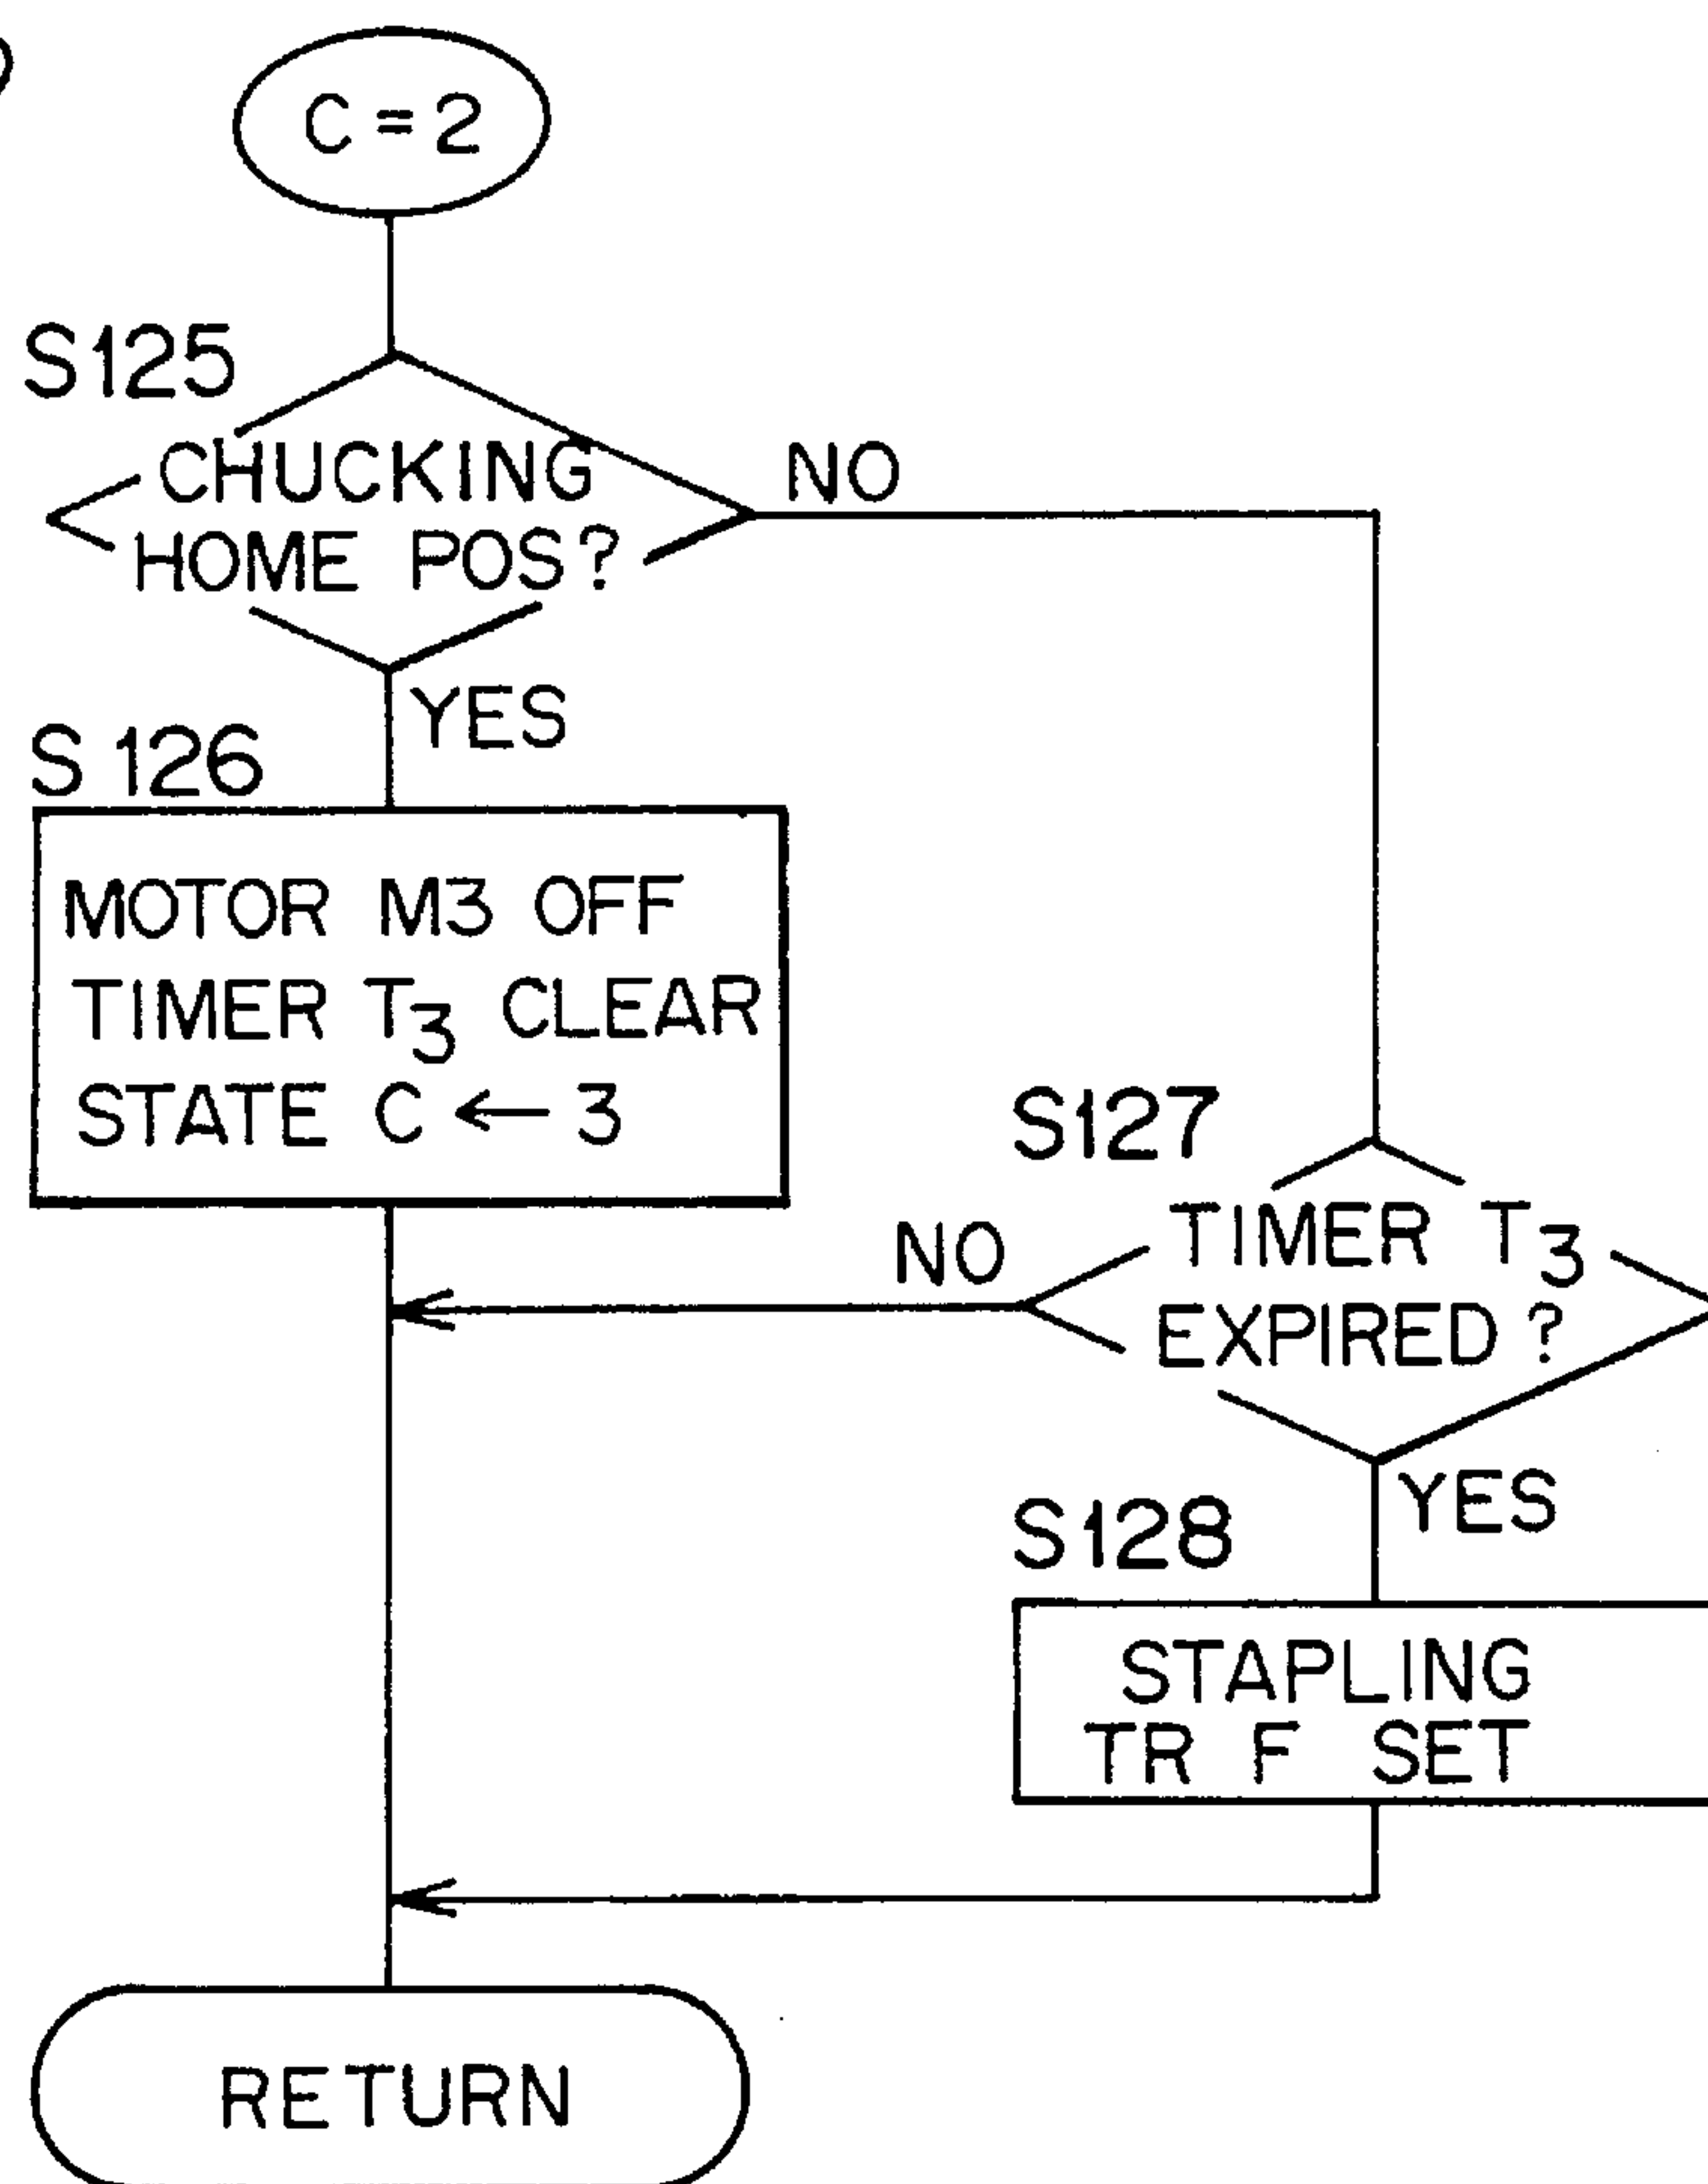 C=2
S125
CHUCKING
HOME POS?
NO
YES
S126
MOTOR M3 OFF
TIMER T3 CLEAR
STATE C ← 3
S127
TIMER T3
EXPIRED?
NO
YES
S128
STAPLING
TR F SET
RETURN